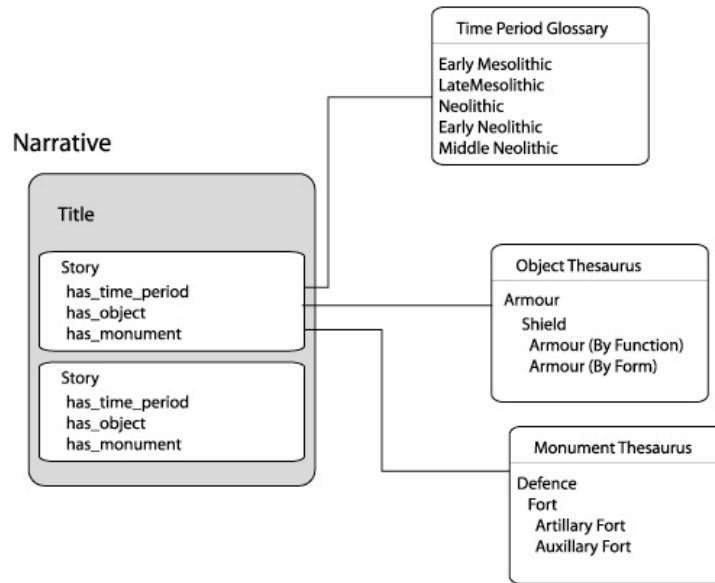 Time Period Glossary
Early Mesolithic
LateMesolithic
Neolithic
Early Neolithic
Middle Neolithic
Narrative
Title
Story
has_time_period
has_object
has_monument
Story
has_time_period
has_object
has_monument
Object Thesaurus
Armour
Shield
Armour (By Function)
Armour (By Form)
Monument Thesaurus
Defence
Fort
Artillary Fort
Auxillary Fort